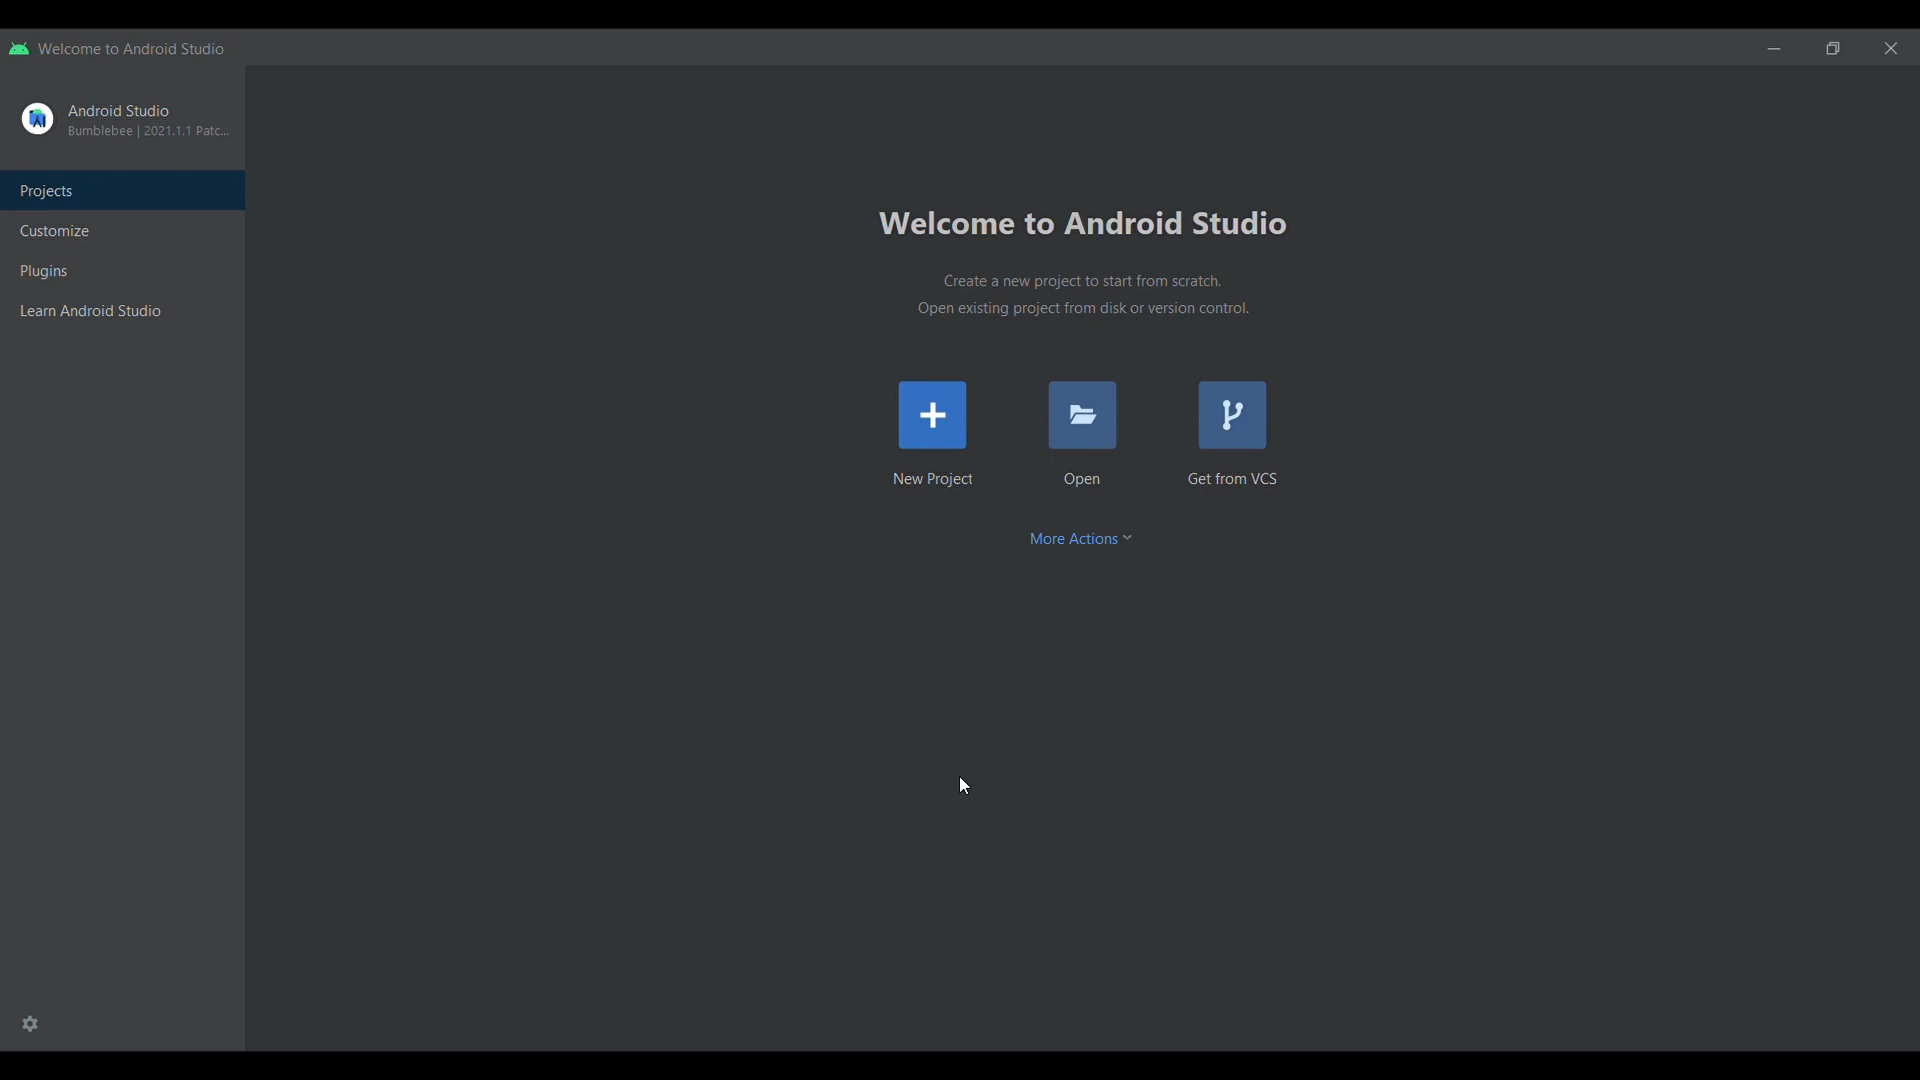 Welcome to Android Studio
Android Studio
Bumblebee | 2021.1.1 Patc...
Projects
Customize
Plugins
Learn Android Studio
Welcome to Android Studio
Create a new project to start from scratch.
Open existing project from disk or version control.
New Project
Open
Get from VCS
More Actions